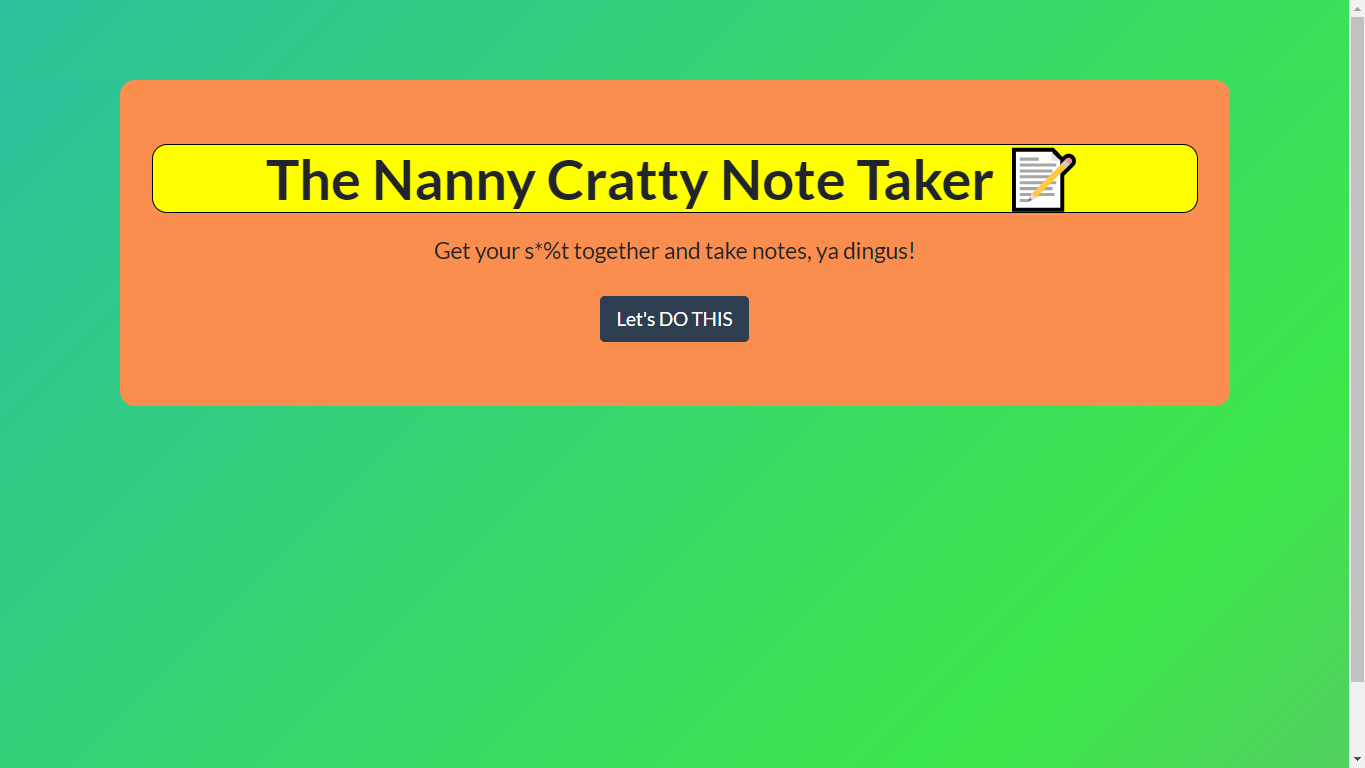 The Nanny Cratty Note Taker 📝
Get your s*%t together and take notes, ya dingus!
Let's DO THIS